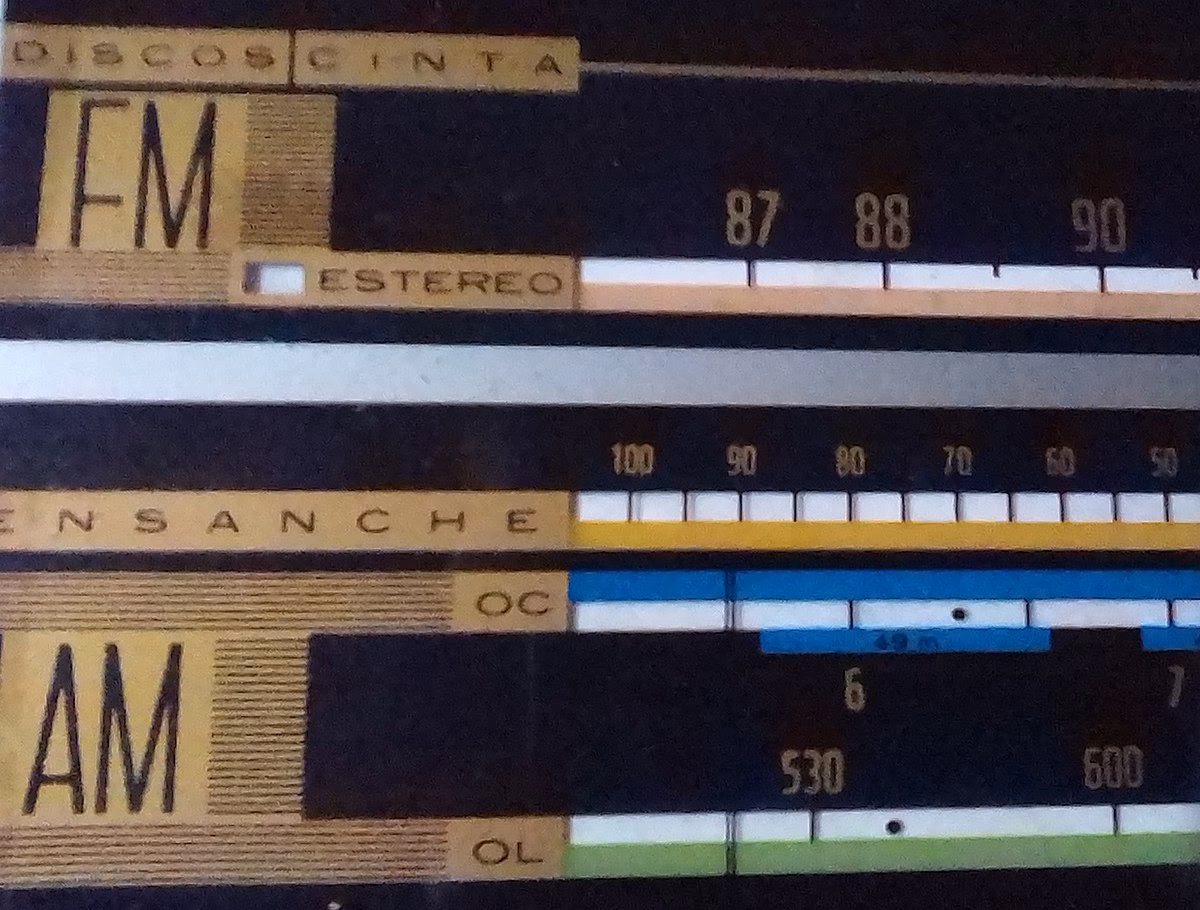 DISCOS CINTA
FM
87 88 90
ESTEREO
100 90 80 70 60 50
ENSANCHE
OC
49 m
6 7
AM
530 600
OL